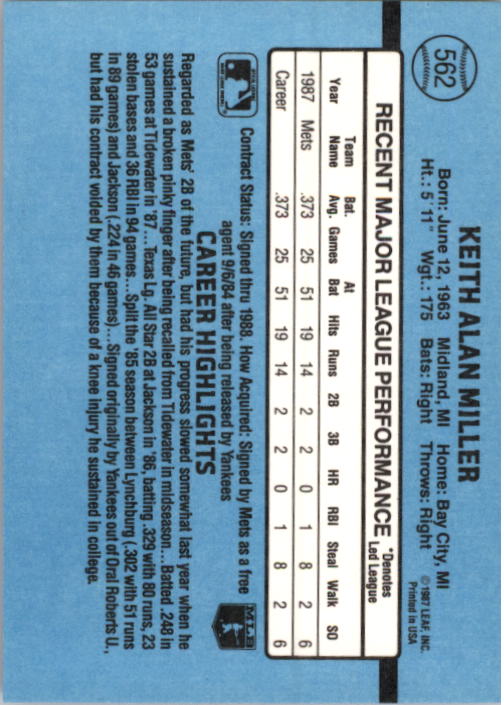 562
KEITH ALAN MILLER
Born: June 12, 1963 Midland, MI Home: Bay City, MI
Ht.: 5' 11" Wgt.: 175 Bats: Right Throws: Right
© 1987 LEAF, INC.
Printed in USA
RECENT MAJOR LEAGUE PERFORMANCE *Denotes Led League
Year Team Name Bat. Avg. Games At Bat Hits Runs 2B 3B HR RBI Steal Walk SO
1987 Mets .373 25 51 19 14 2 2 0 1 8 2 6
Career .373 25 51 19 14 2 2 0 1 8 2 6
Contract Status: Signed thru 1988. How Acquired: Signed by Mets as a free
agent 9/6/84 after being released by Yankees
MLB
CAREER HIGHLIGHTS
Regarded as Mets' 2B of the future, but had his progress slowed somewhat last year when he
sustained a broken pinky finger after being recalled from Tidewater in midseason...Batted .248 in
53 games at Tidewater in '87...Texas Lg. All Star 2B at Jackson in '86, batting .329 with 80 runs, 23
stolen bases and 36 RBI in 94 games...Split the '85 season between Lynchburg (.302 with 51 runs
in 89 games) and Jackson (.224 in 46 games)...Signed originally by Yankees out of Oral Roberts U.,
but had his contract voided by them because of a knee injury he sustained in college.